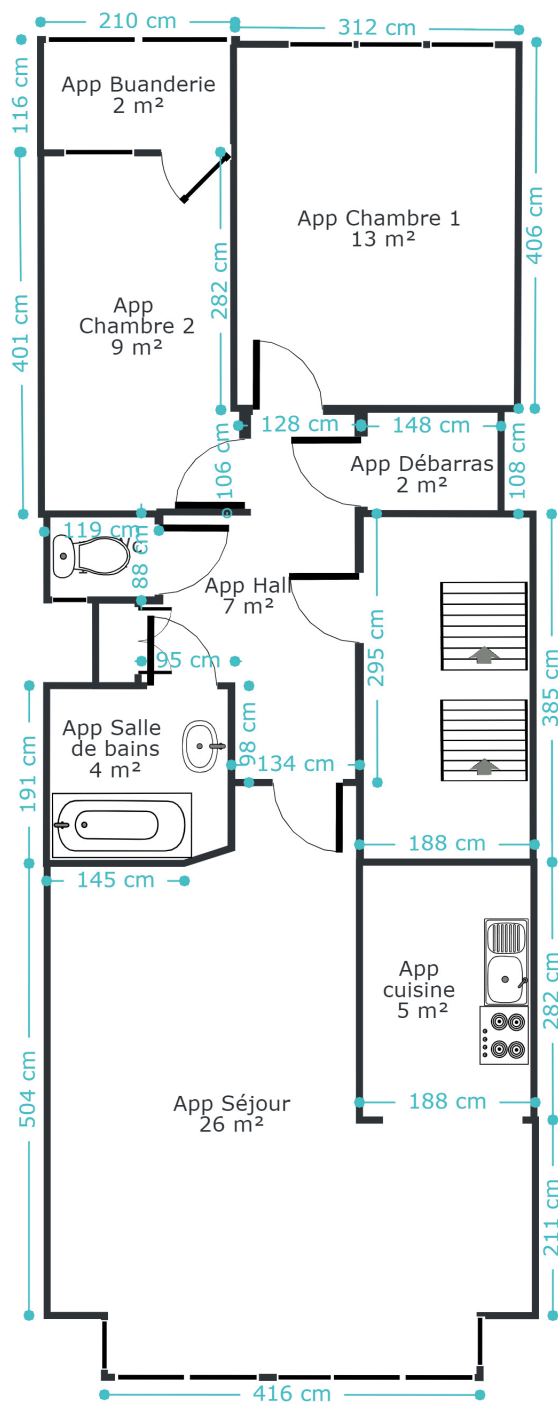 210 cm
312 cm
116 cm
App Buanderie
2 m²
406 cm
App Chambre 1
13 m²
282 cm
401 cm
App
Chambre 2
9 m²
128 cm
148 cm
106 cm
App Débarras
2 m²
108 cm
119 cm
88 cm
App Hall
7 m²
295 cm
385 cm
95 cm
98 cm
191 cm
App Salle
de bains
4 m²
134 cm
188 cm
145 cm
App
cuisine
5 m²
282 cm
504 cm
App Séjour
26 m²
188 cm
211 cm
416 cm